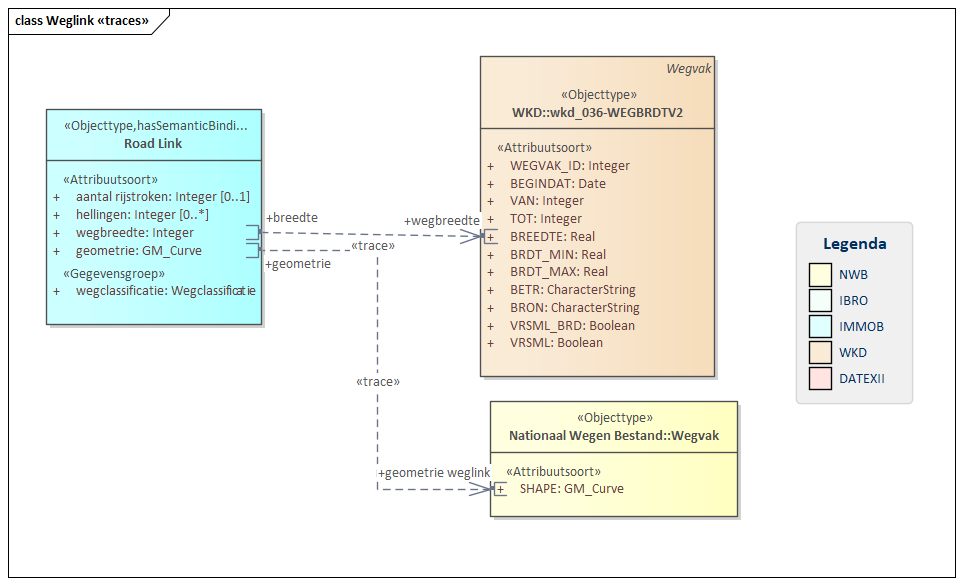 class Weglink «traces»
«Objecttype,hasSemanticBindi...
Road Link
«Attribuutsoort»
+ aantal rijstroken: Integer [0..1]
+ hellingen: Integer [0..*]
+ wegbreedte: Integer
+ geometrie: GM_Curve
«Gegevensgroep»
+ wegclassificatie: Wegclassificatie
+breedte
+wegbreedte
«trace»
+geometrie
«trace»
+geometrie weglink
Wegvak
«Objecttype»
WKD::wkd_036-WEGBRDTV2
«Attribuutsoort»
+ WEGVAK_ID: Integer
+ BEGINDAT: Date
+ VAN: Integer
+ TOT: Integer
+ BREEDTE: Real
+ BRDT_MIN: Real
+ BRDT_MAX: Real
+ BETR: CharacterString
+ BRON: CharacterString
+ VRSML_BRD: Boolean
+ VRSML: Boolean
«Objecttype»
Nationaal Wegen Bestand::Wegvak
«Attribuutsoort»
+ SHAPE: GM_Curve
Legenda
NWB
IBRO
IMMOB
WKD
DATEXII